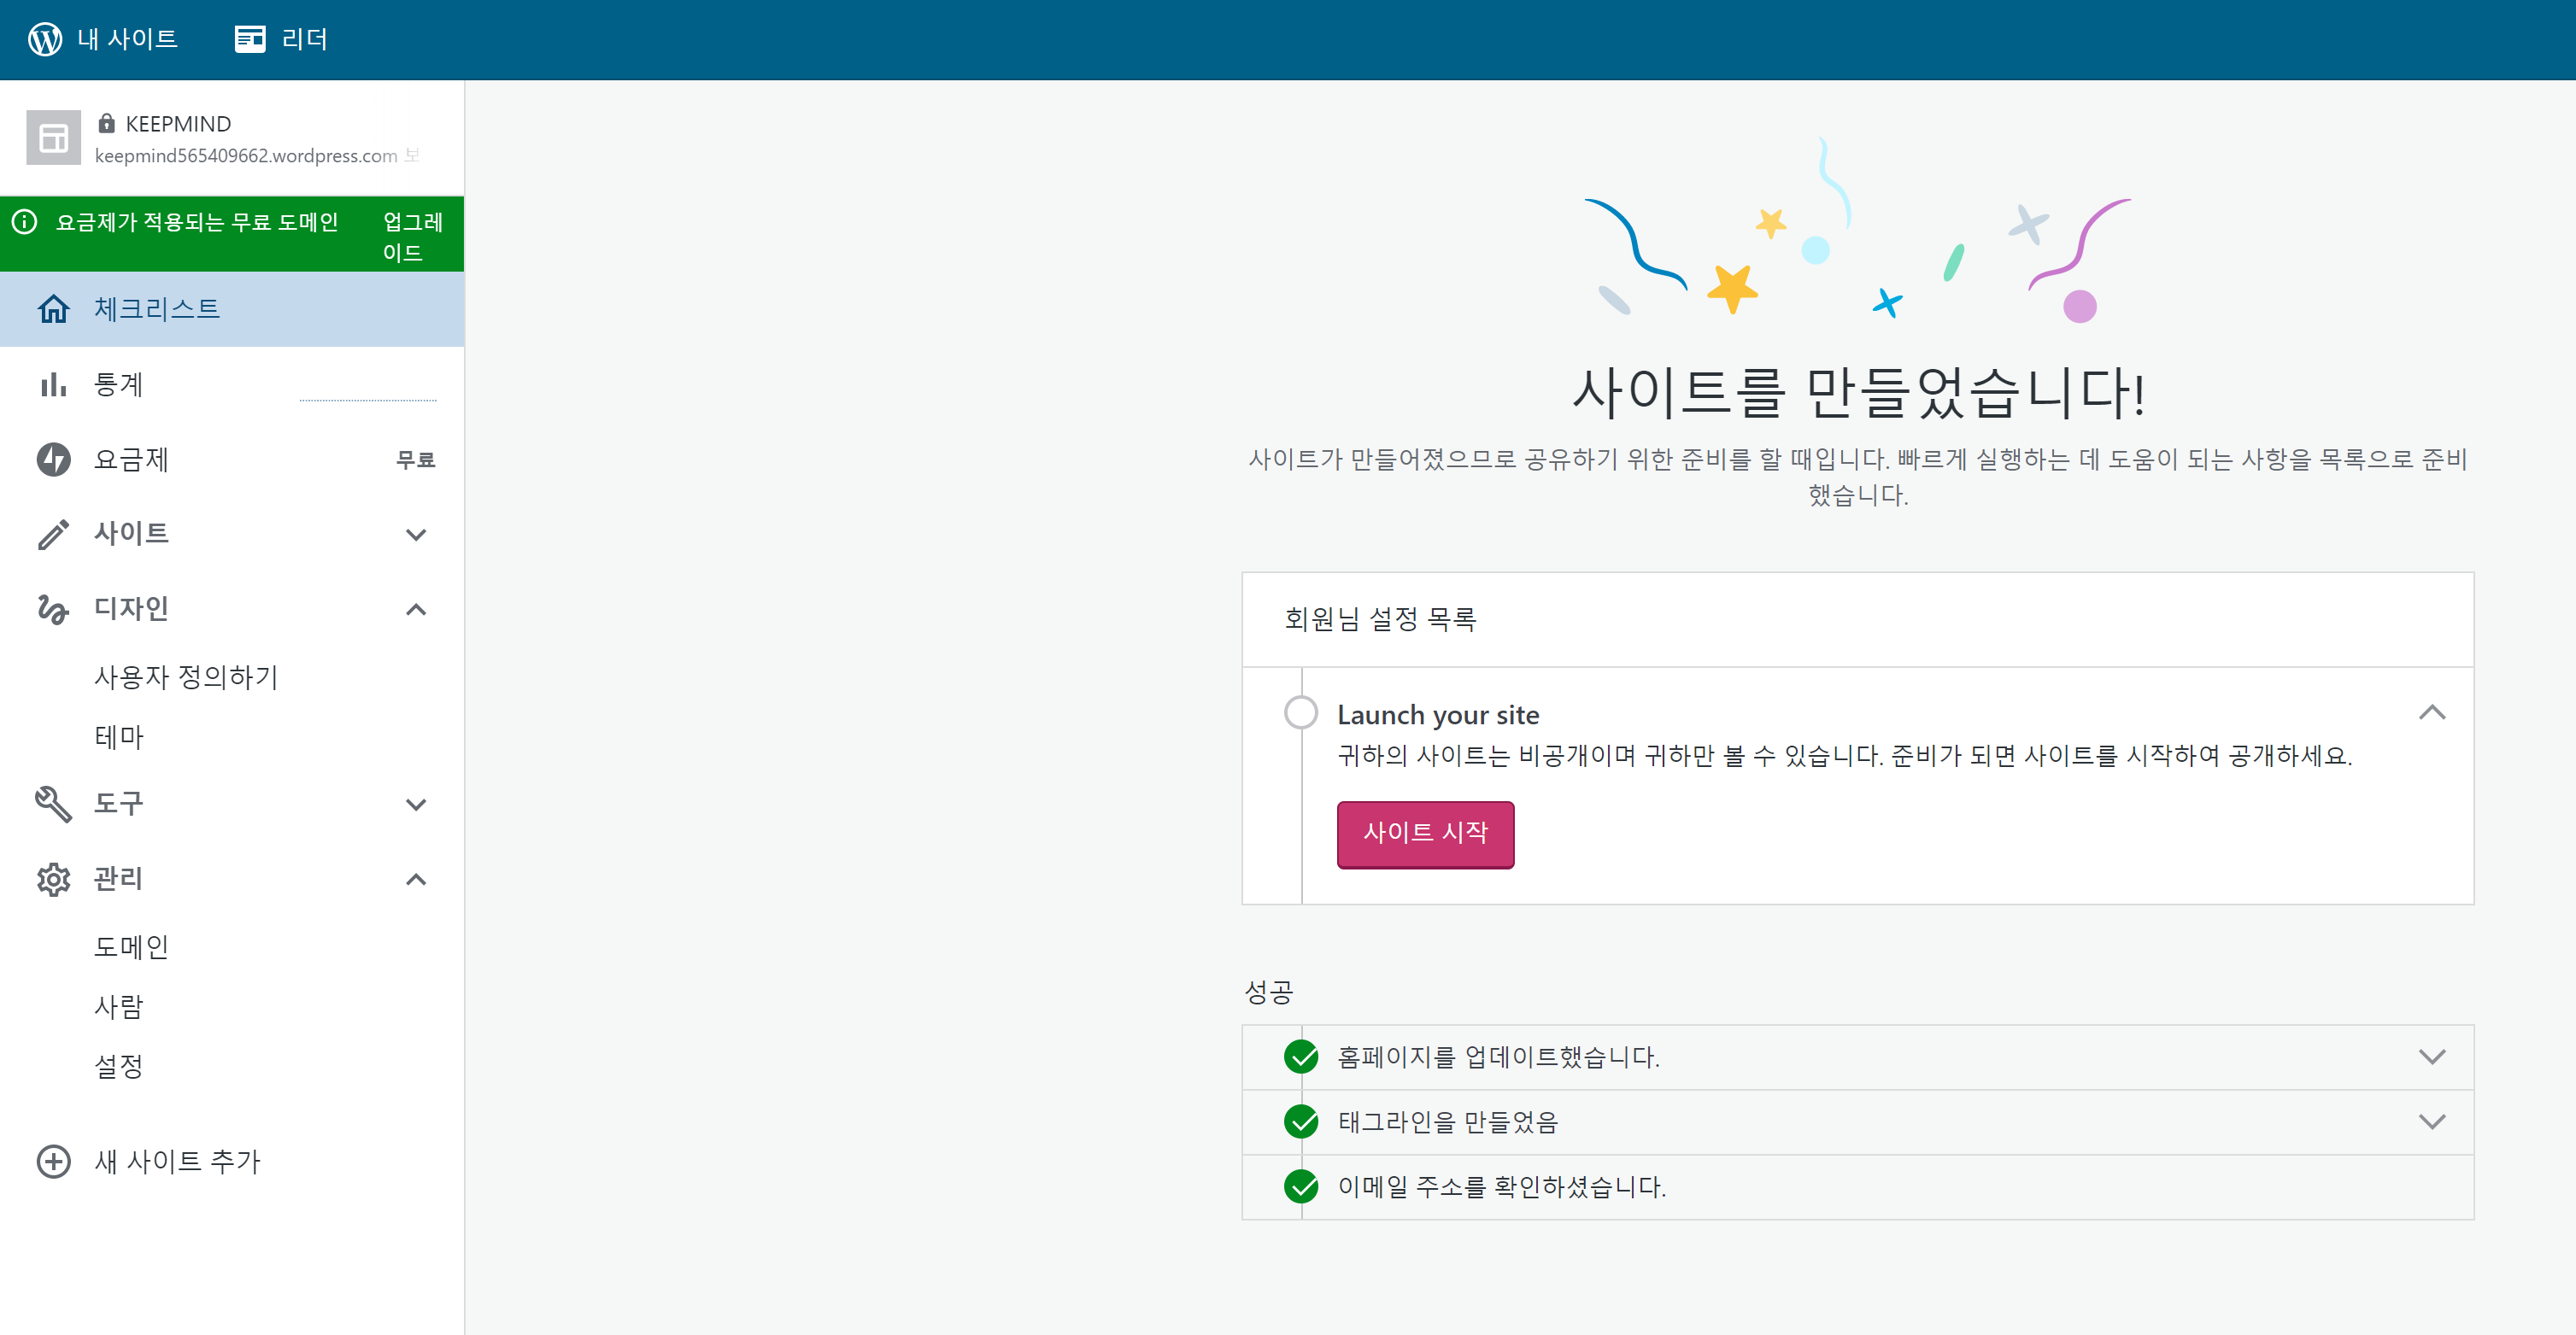 내 사이트
리더
KEEPMIND
keepmind565409662.wordpress.com 보
요금제가 적용되는 무료 도메인
업그레
이드
체크리스트
통계
요금제
무료
사이트
디자인
사용자 정의하기
테마
도구
관리
도메인
사람
설정
새 사이트 추가
사이트를 만들었습니다!
사이트가 만들어졌으므로 공유하기 위한 준비를 할 때입니다. 빠르게 실행하는 데 도움이 되는 사항을 목록으로 준비
했습니다.
회원님 설정 목록
Launch your site
귀하의 사이트는 비공개이며 귀하만 볼 수 있습니다. 준비가 되면 사이트를 시작하여 공개하세요.
사이트 시작
성공
홈페이지를 업데이트했습니다.
태그라인을 만들었음
이메일 주소를 확인하셨습니다.